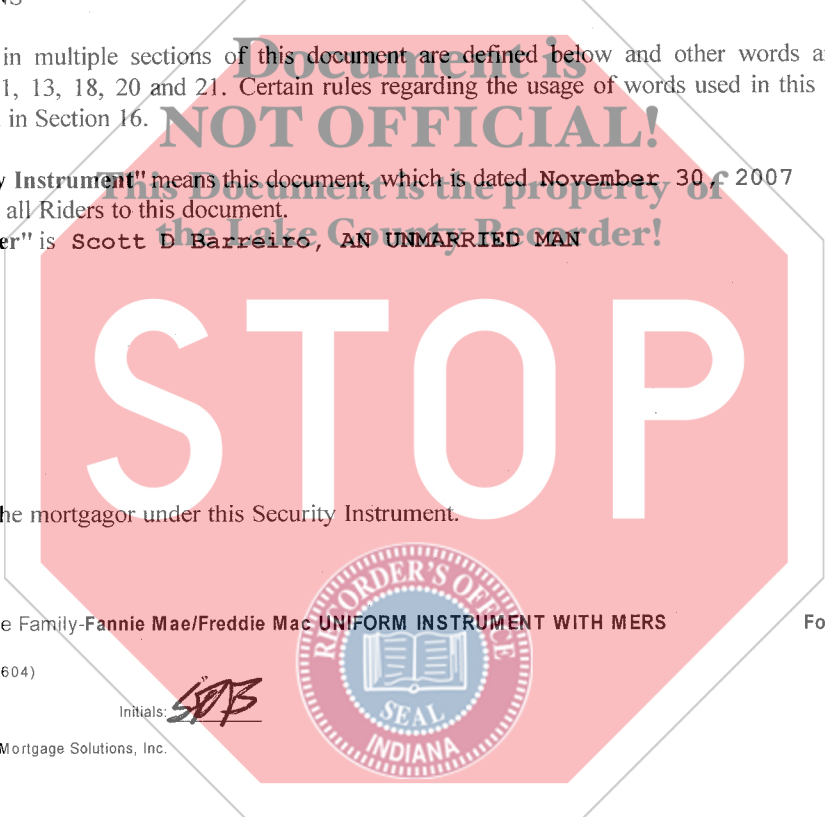 NS
in multiple sections of this document are defined below and other words a
1, 13, 18, 20 and 21. Certain rules regarding the usage of words used in this
in Section 16.
y Instrument" means this document, which is dated November 30, 2007
all Riders to this document.
er" is Scott D Barreiro, AN UNMARRIED MAN
Document is
NOT OFFICIAL!
This Document is the property of
the Lake County Recorder!
STOP
he mortgagor under this Security Instrument.
RECORDER'S OFFICE
SEAL
INDIANA
e Family-Fannie Mae/Freddie Mac UNIFORM INSTRUMENT WITH MERS Fo
604)
Initials: SDB
Mortgage Solutions, Inc.